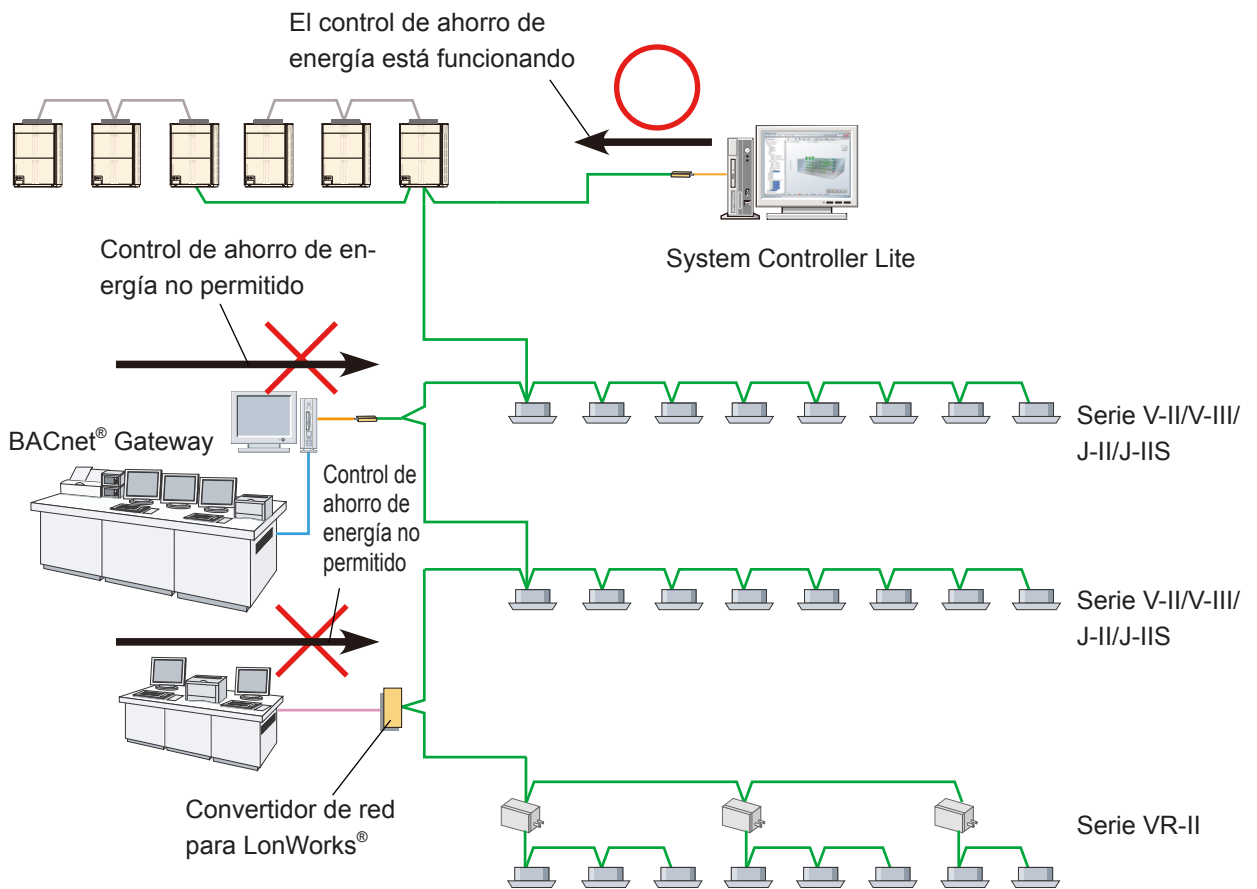 El control de ahorro de
energía está funcionando
System Controller Lite
Control de ahorro de en-
ergía no permitido
BACnet® Gateway
Serie V-II/V-III/
J-II/J-IIS
Control de
ahorro de
energía no
permitido
Serie V-II/V-III/
J-II/J-IIS
Convertidor de red
para LonWorks®
Serie VR-II